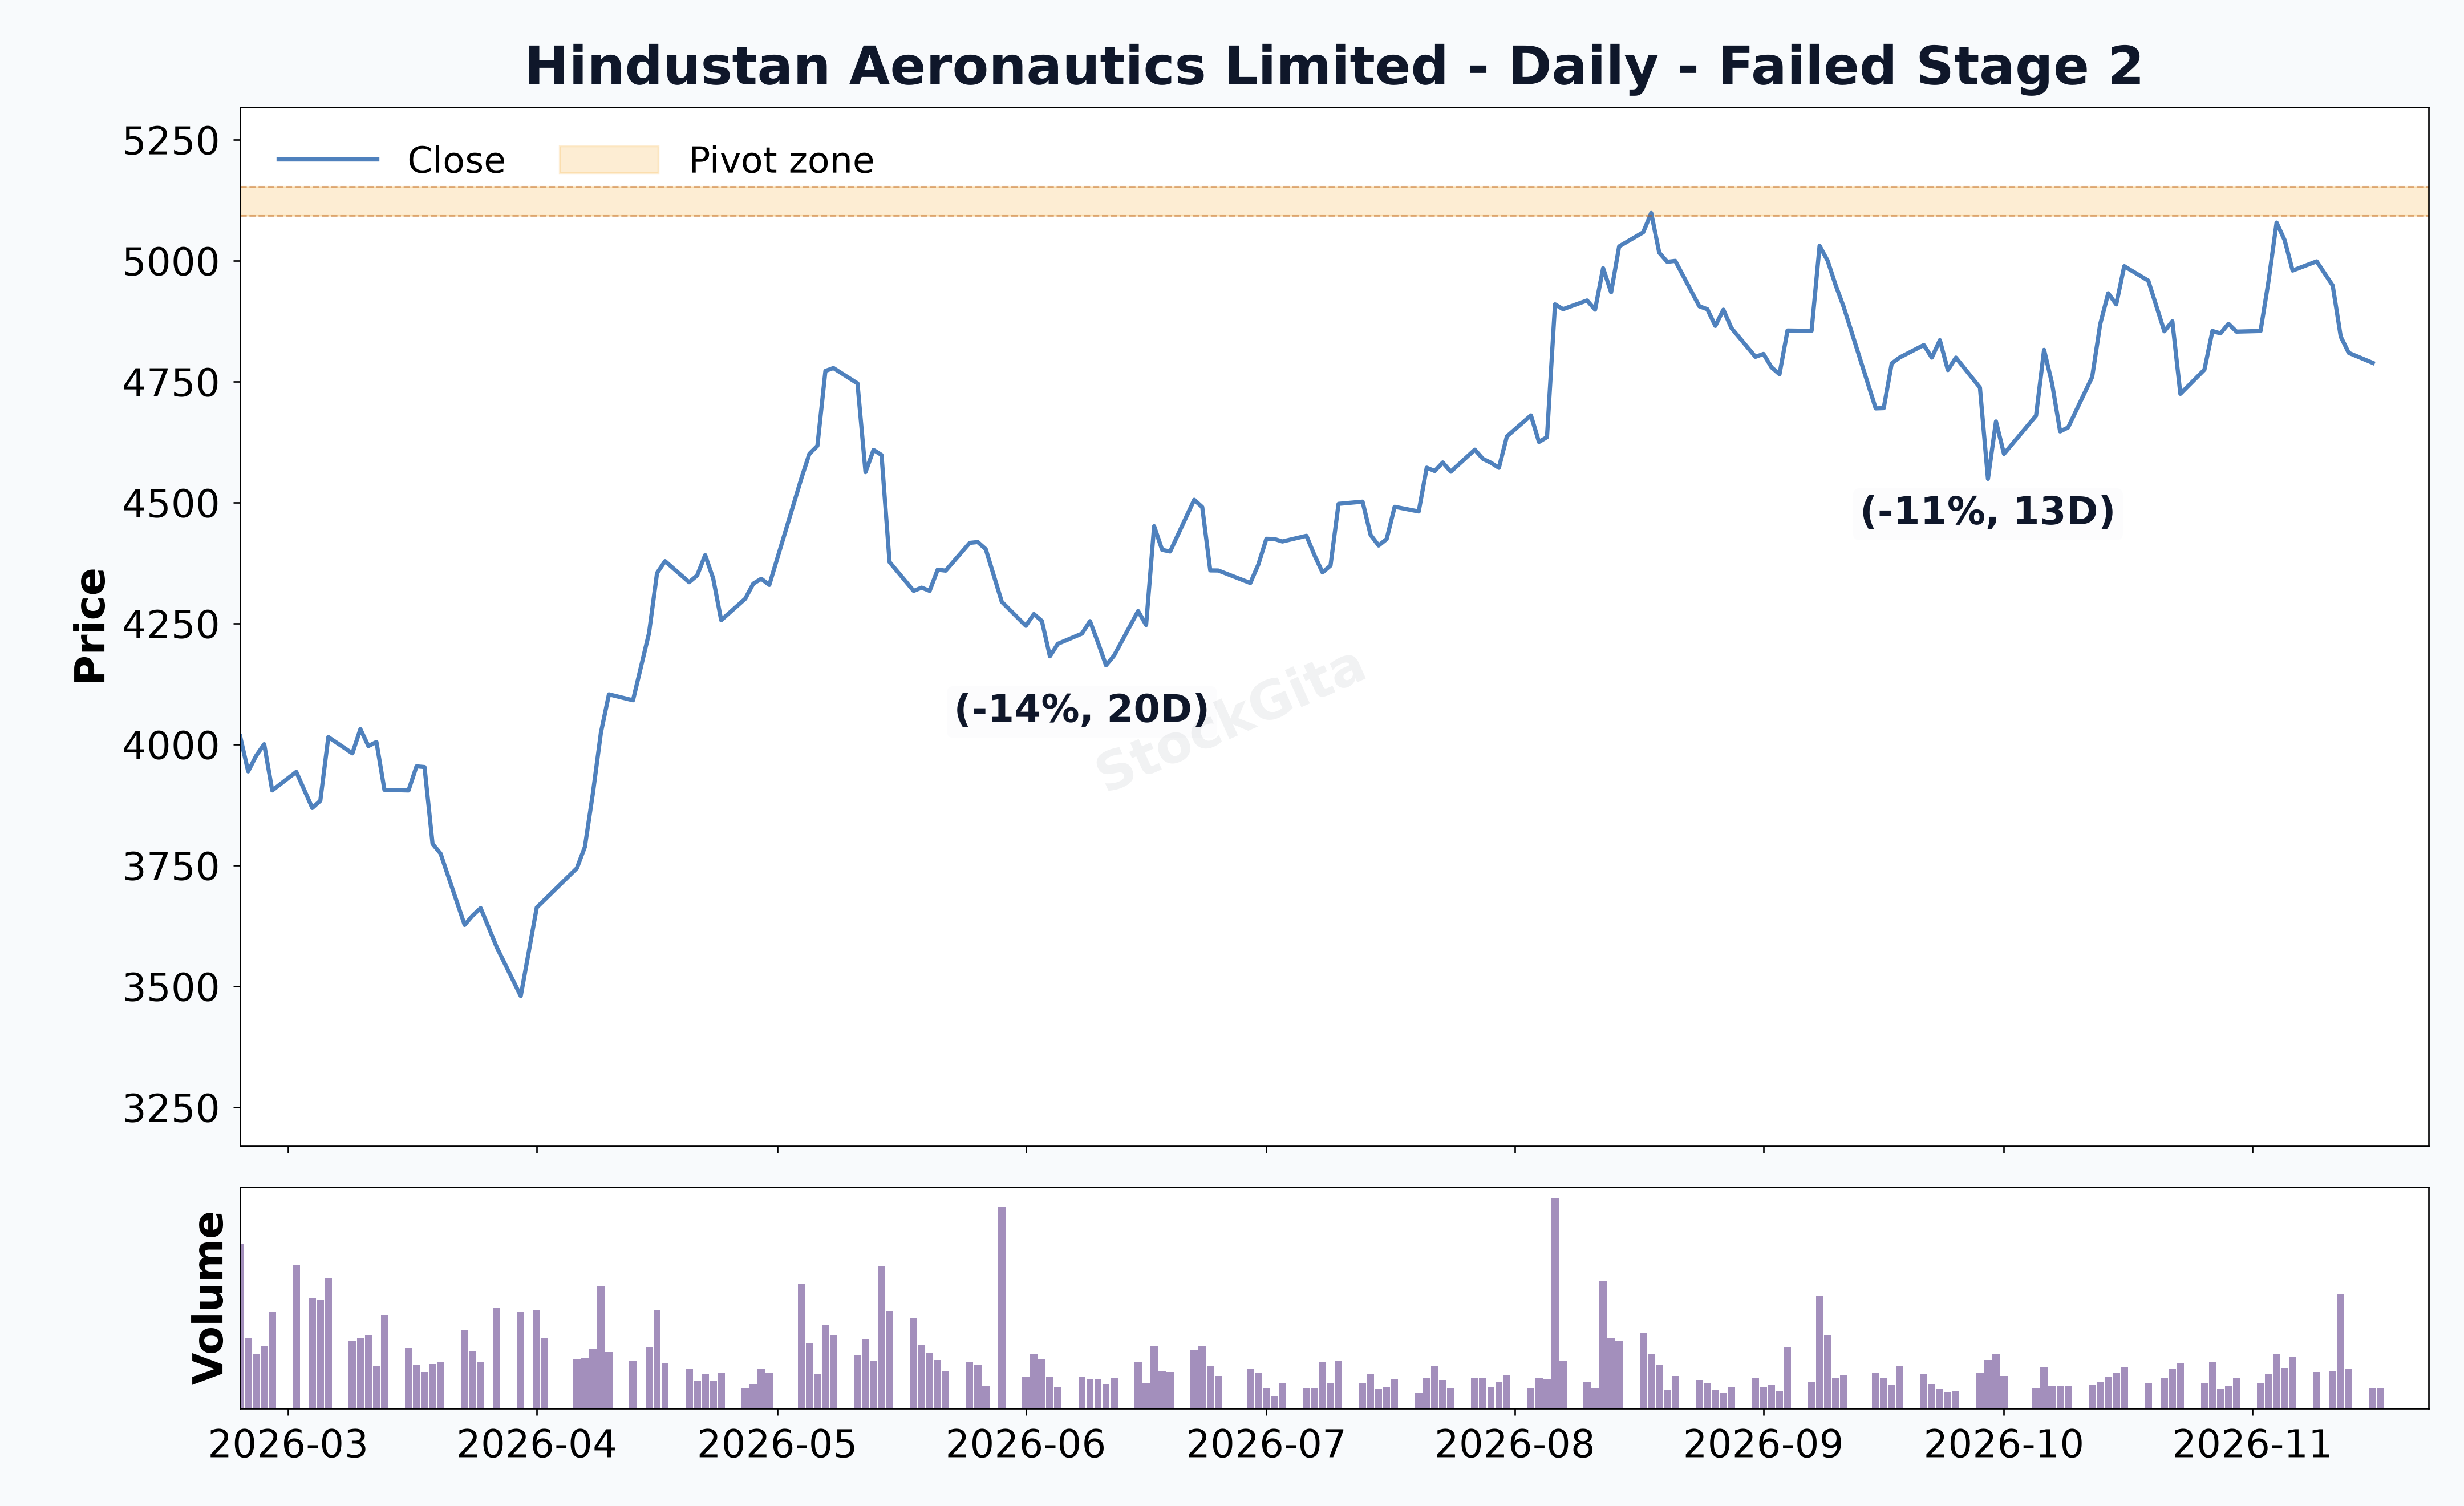 Hindustan Aeronautics Limited - Daily - Failed Stage 2
Close
Pivot zone
Price
5250
5000
4750
4500
4250
4000
3750
3500
3250
(-14%, 20D)
(-11%, 13D)
StockGita
Volume
2026-03
2026-04
2026-05
2026-06
2026-07
2026-08
2026-09
2026-10
2026-11